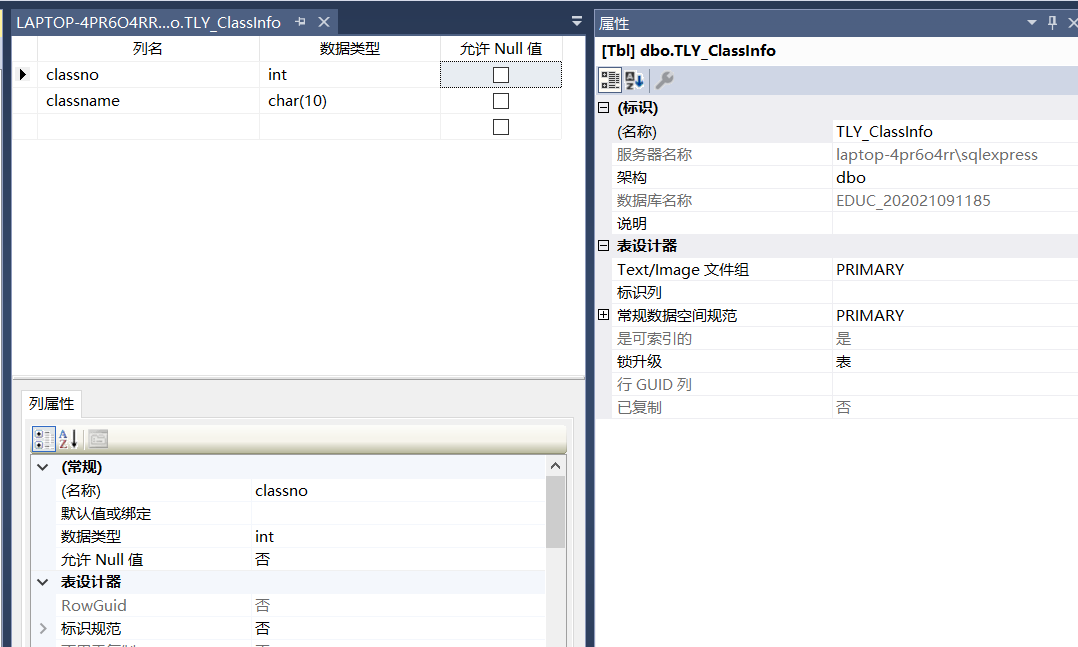 LAPTOP-4PR6O4RR...o.TLY_ClassInfo
列名 数据类型 允许 Null 值
classno int
classname char(10)
列属性
(常规)
(名称) classno
默认值或绑定
数据类型 int
允许 Null 值 否
表设计器
RowGuid 否
标识规范 否
属性
[Tbl] dbo.TLY_ClassInfo
(标识)
(名称) TLY_ClassInfo
服务器名称 laptop-4pr6o4rr\sqlexpress
架构 dbo
数据库名称 EDUC_202021091185
说明
表设计器
Text/Image 文件组 PRIMARY
标识列
常规数据空间规范 PRIMARY
是可索引的 是
锁升级 表
行 GUID 列
已复制 否